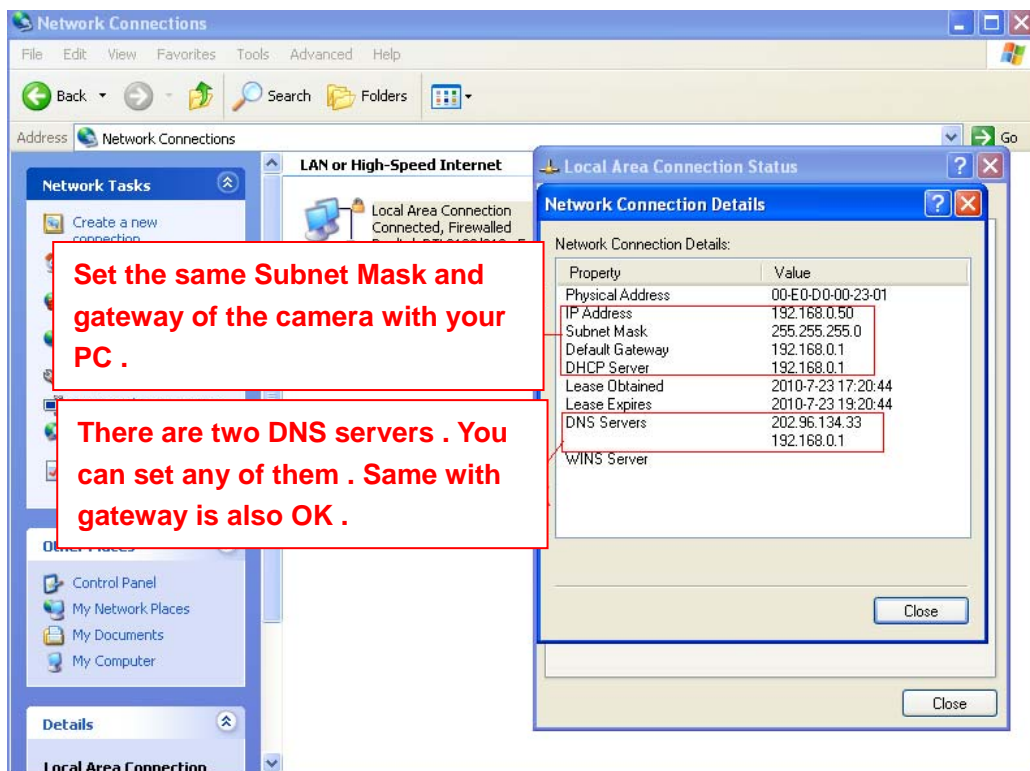 Network Connections
File Edit View Favorites Tools Advanced Help
Back Search Folders
Address Network Connections Go
Network Tasks
Create a new
connection
LAN or High-Speed Internet
Local Area Connection
Connected, Firewalled
Set the same Subnet Mask and
gateway of the camera with your
PC .
There are two DNS servers . You
can set any of them . Same with
gateway is also OK .
Control Panel
My Network Places
My Documents
My Computer
Details
Local Area Connection
Local Area Connection Status
Network Connection Details
Network Connection Details:
Property Value
Physical Address 00-E0-D0-00-23-01
IP Address 192.168.0.50
Subnet Mask 255.255.255.0
Default Gateway 192.168.0.1
DHCP Server 192.168.0.1
Lease Obtained 2010-7-23 17:20:44
Lease Expires 2010-7-23 19:20:44
DNS Servers 202.96.134.33
192.168.0.1
WINS Server
Close
Close